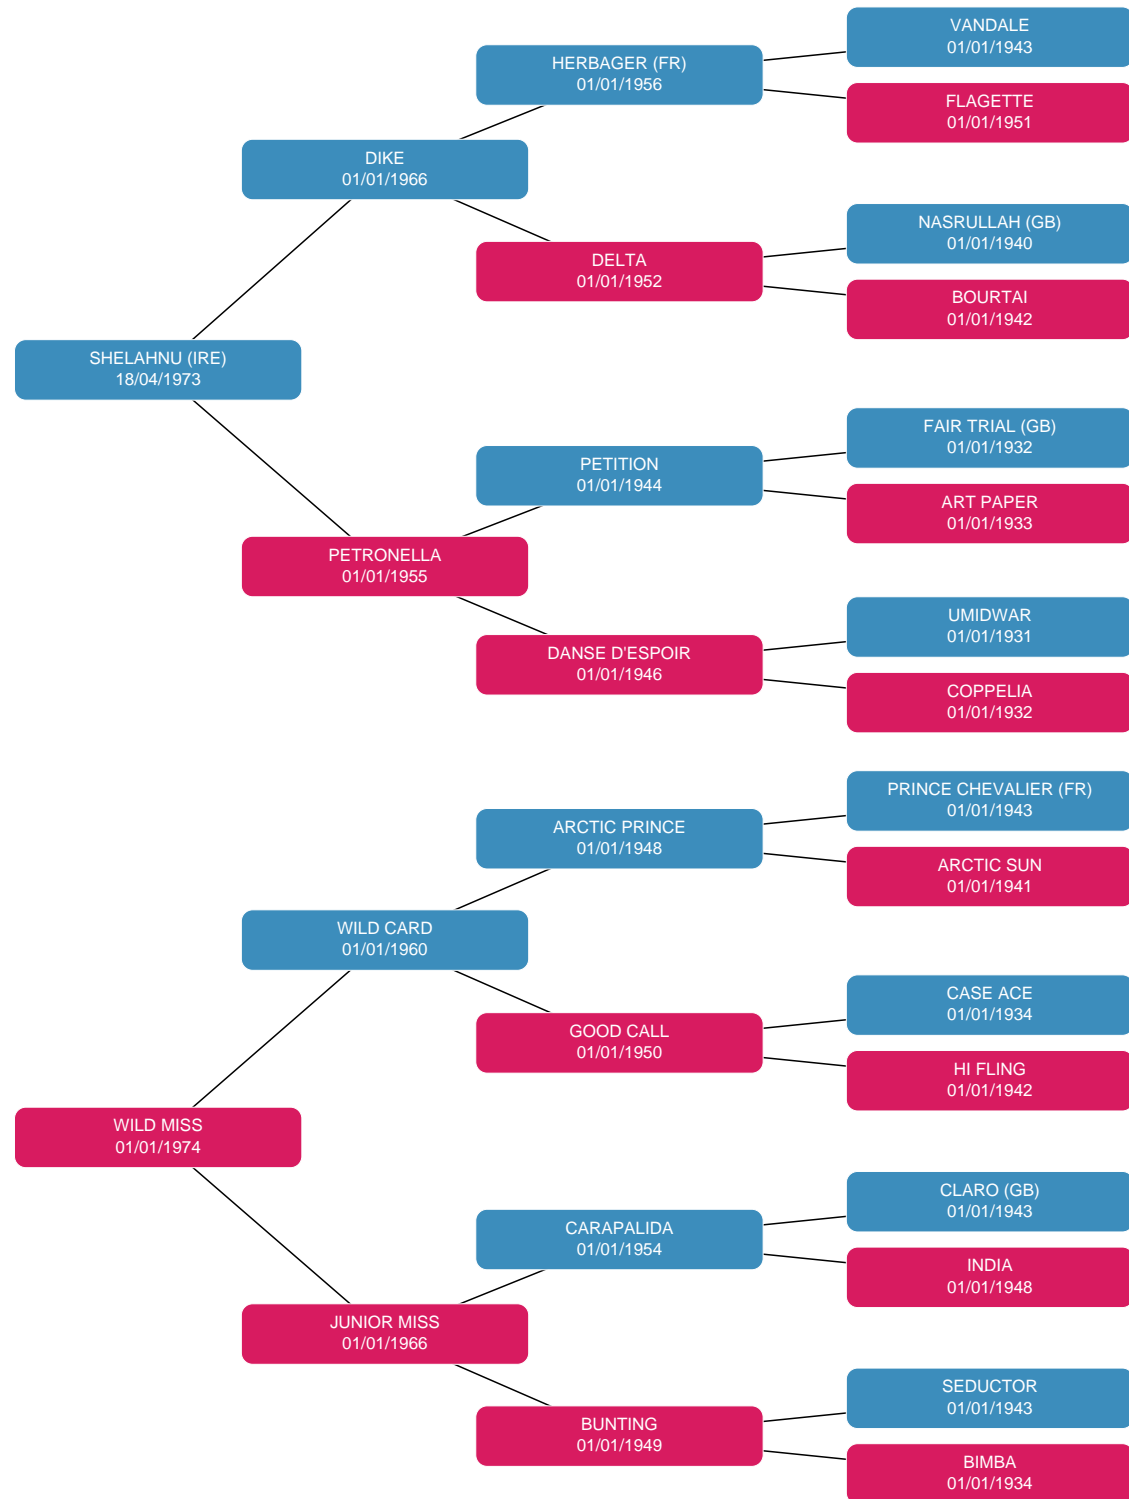 VANDALE
01/01/1943
HERBAGER (FR)
01/01/1956
FLAGETTE
01/01/1951
DIKE
01/01/1966
NASRULLAH (GB)
01/01/1940
DELTA
01/01/1952
BOURTAI
01/01/1942
SHELAHNU (IRE)
18/04/1973
FAIR TRIAL (GB)
01/01/1932
PETITION
01/01/1944
ART PAPER
01/01/1933
PETRONELLA
01/01/1955
UMIDWAR
01/01/1931
DANSE D'ESPOIR
01/01/1946
COPPELIA
01/01/1932
PRINCE CHEVALIER (FR)
01/01/1943
ARCTIC PRINCE
01/01/1948
ARCTIC SUN
01/01/1941
WILD CARD
01/01/1960
CASE ACE
01/01/1934
GOOD CALL
01/01/1950
HI FLING
01/01/1942
WILD MISS
01/01/1974
CLARO (GB)
01/01/1943
CARAPALIDA
01/01/1954
INDIA
01/01/1948
JUNIOR MISS
01/01/1966
SEDUCTOR
01/01/1943
BUNTING
01/01/1949
BIMBA
01/01/1934